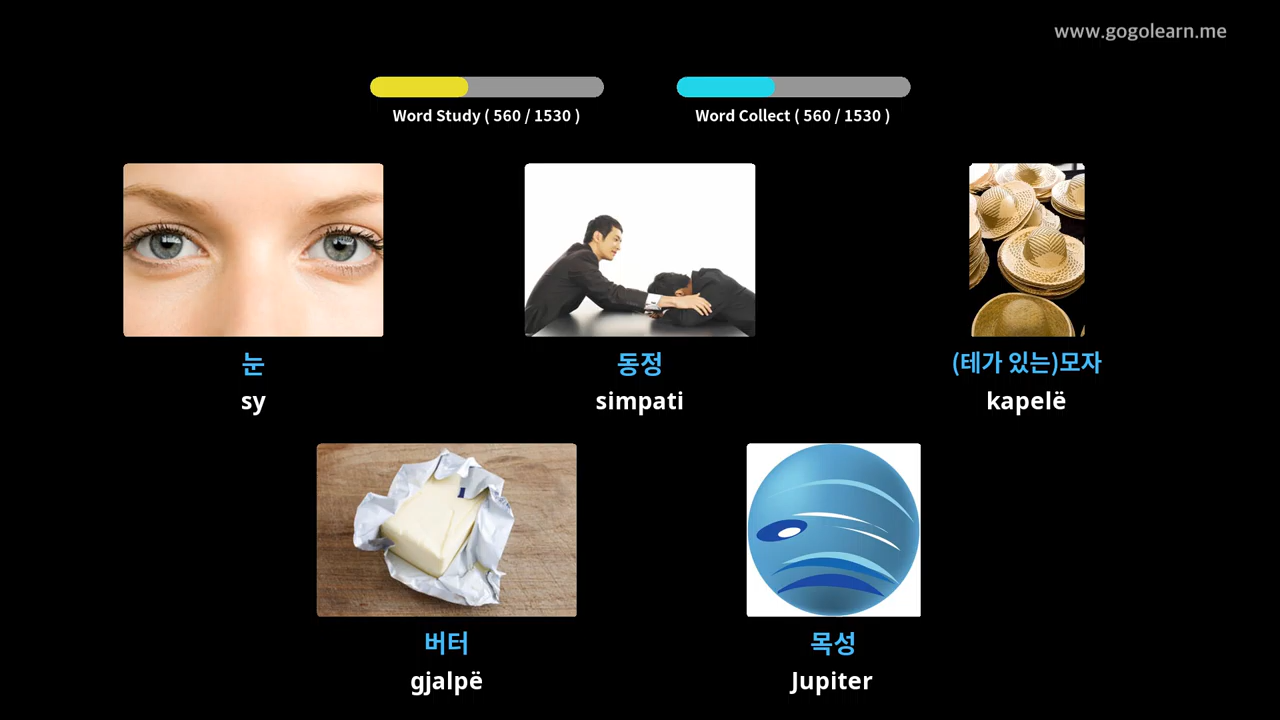 www.gogolearn.me
Word Study ( 560 / 1530 )
Word Collect ( 560 / 1530 )
눈
sy
동정
simpati
(테가 있는)모자
kapelë
버터
gjalpë
목성
Jupiter